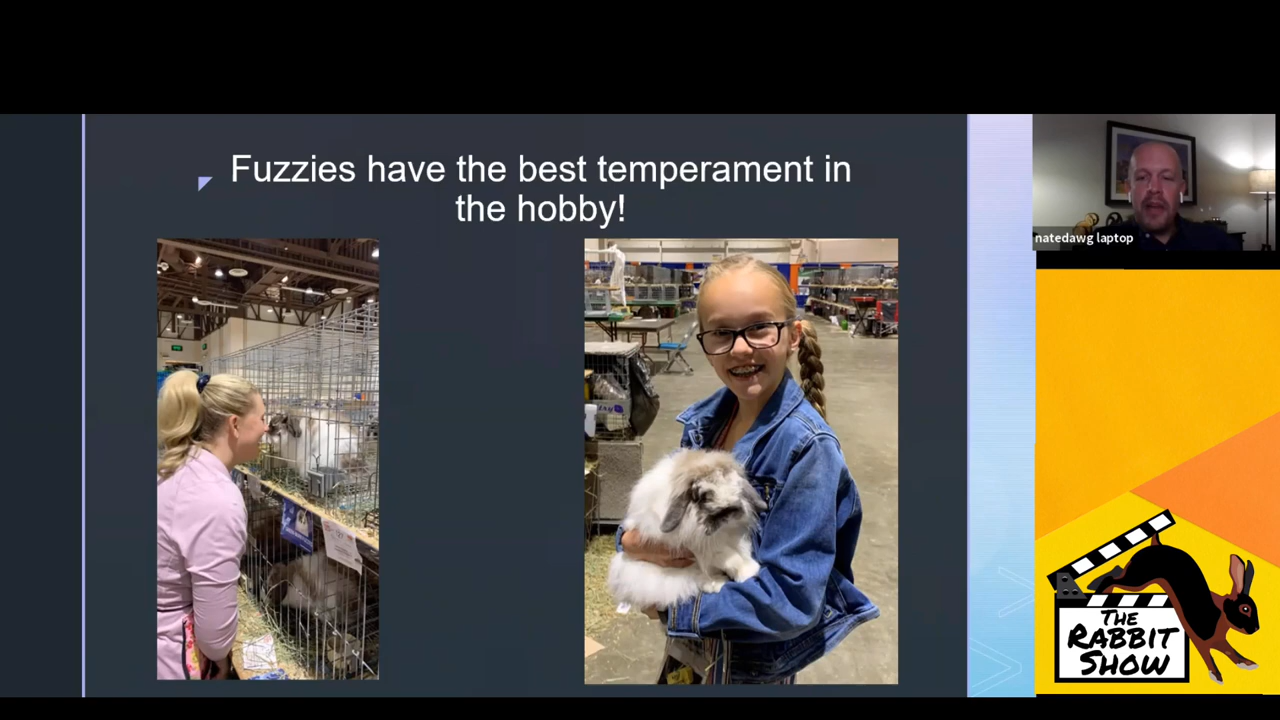 Fuzzies have the best temperament in
the hobby!
natedawg laptop
THE
RABBIT
SHOW